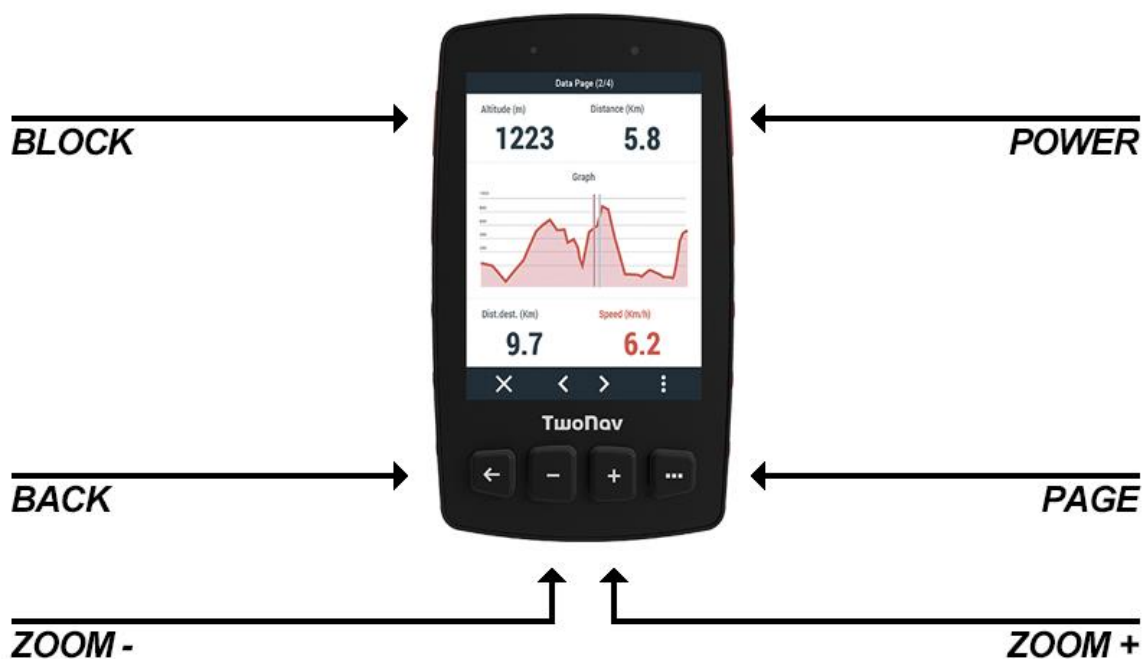 Data Page (2/4)
Altitude (m) Distance (Km)
1223 5.8
BLOCK
POWER
Graph
Dist.dest. (Km) Speed (Km/h)
9.7 6.2
TwoNav
BACK
PAGE
ZOOM -
ZOOM +